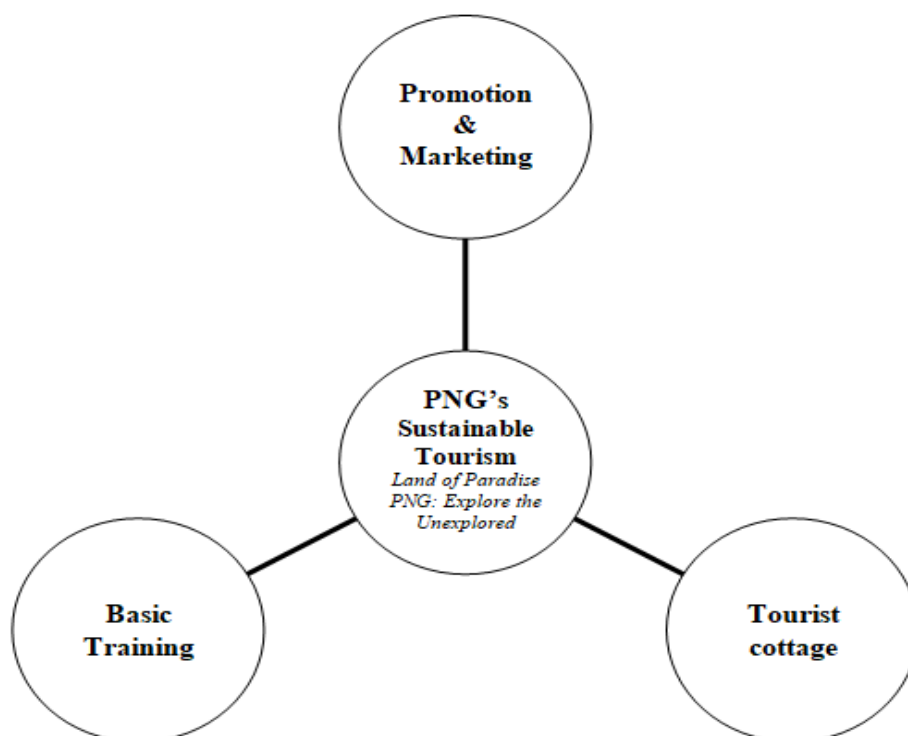 Promotion
&
Marketing
PNG's
Sustainable
Tourism
Land of Paradise
PNG: Explore the
Unexplored
Basic
Training
Tourist
cottage